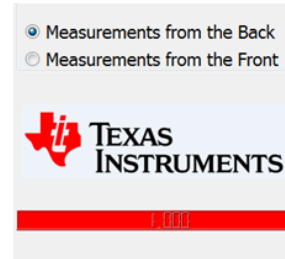 Measurements from the Back
Measurements from the Front
TEXAS
INSTRUMENTS